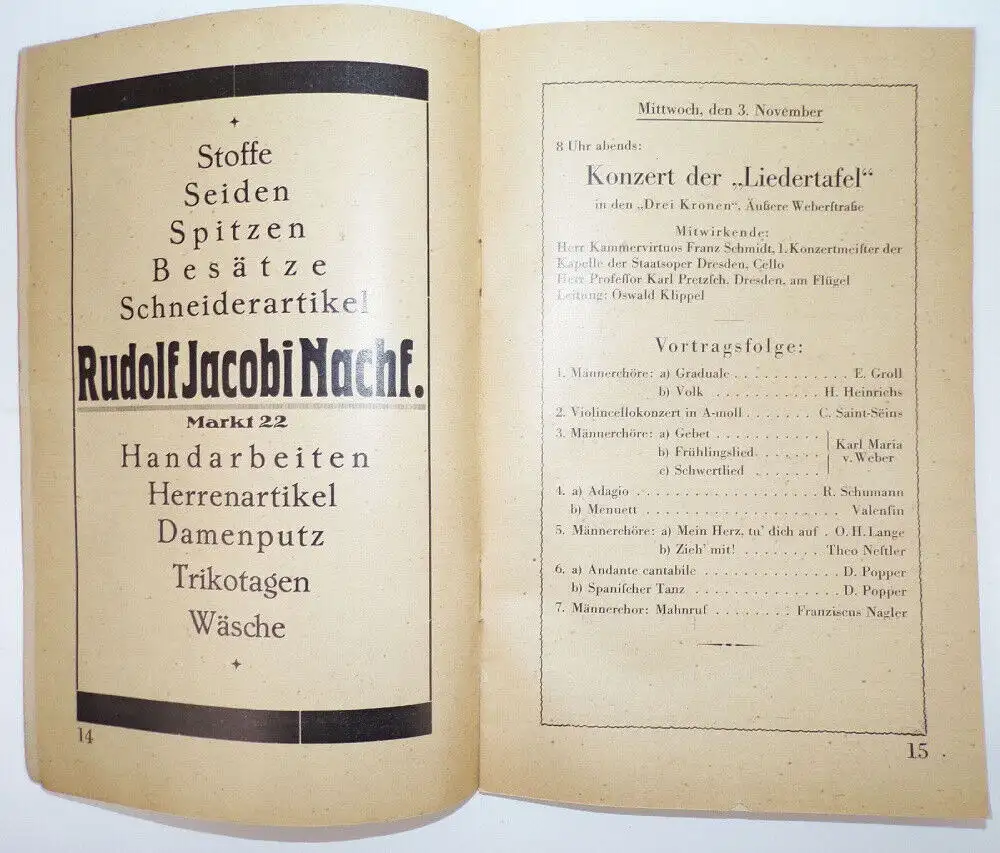 Stoffe
Seiden
Spitzen
Besätze
Schneiderartikel
Rudolf Jacobi Nachf.
Markt 22
Handarbeiten
Herrenartikel
Damenputz
Trikotagen
Wäsche
14
Mittwoch, den 3. November
8 Uhr abends:
Konzert der „Liedertafel“
in den „Drei Kronen“, Äußere Weberſtraße
Mitwirkende:
Herr Kammervirtuos Franz Schmidt, 1. Konzertmeiſter der
Kapelle der Staatsoper Dresden, Cello
Herr Profeſſor Karl Pretzſch, Dresden, am Flügel
Leitung: Oswald Klippel
Vortragsfolge:
1. Männerchöre: a) Graduale . . . . . . . . . . . . E. Groll
b) Volk . . . . . . . . . . . H. Heinrichs
2. Violincellokonzert in A-moll . . . . . . . C. Saint-Sëins
3. Männerchöre: a) Gebet . . . . . . . . . . .
b) Frühlingslied . . . . . . . Karl Maria
c) Schwertlied . . . . . . . v. Weber
4. a) Adagio . . . . . . . . . . . . . . . . . R. Schumann
b) Menuett . . . . . . . . . . . . . . . . . Valenſin
5. Männerchöre: a) Mein Herz, tu’ dich auf . O. H. Lange
b) Zieh’ mit! . . . . . . . . Theo Neſtler
6. a) Andante cantabile . . . . . . . . . . . . . D. Popper
b) Spaniſcher Tanz . . . . . . . . . . . . . . D. Popper
7. Männerchor: Mahnruf . . . . . . . . Franziscus Nagler
15